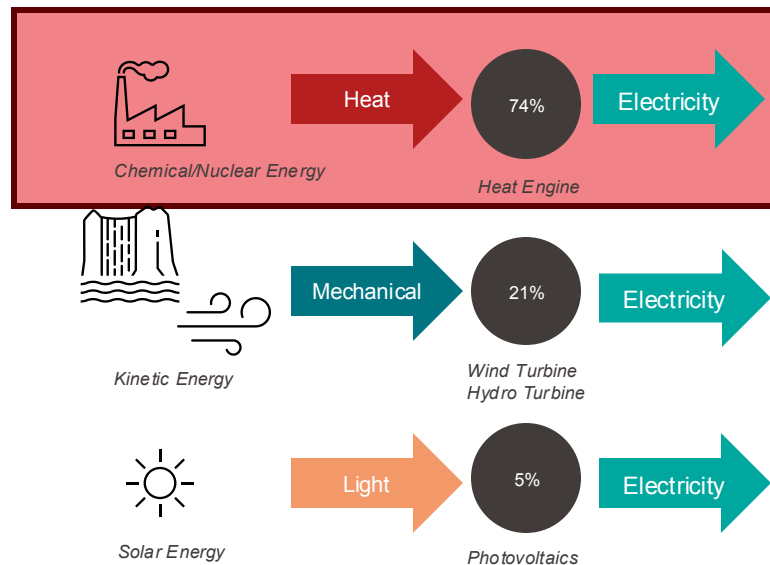 Heat
74%
Electricity
Chemical/Nuclear Energy
Heat Engine
Mechanical
21%
Electricity
Kinetic Energy
Wind Turbine
Hydro Turbine
Light
5%
Electricity
Solar Energy
Photovoltaics